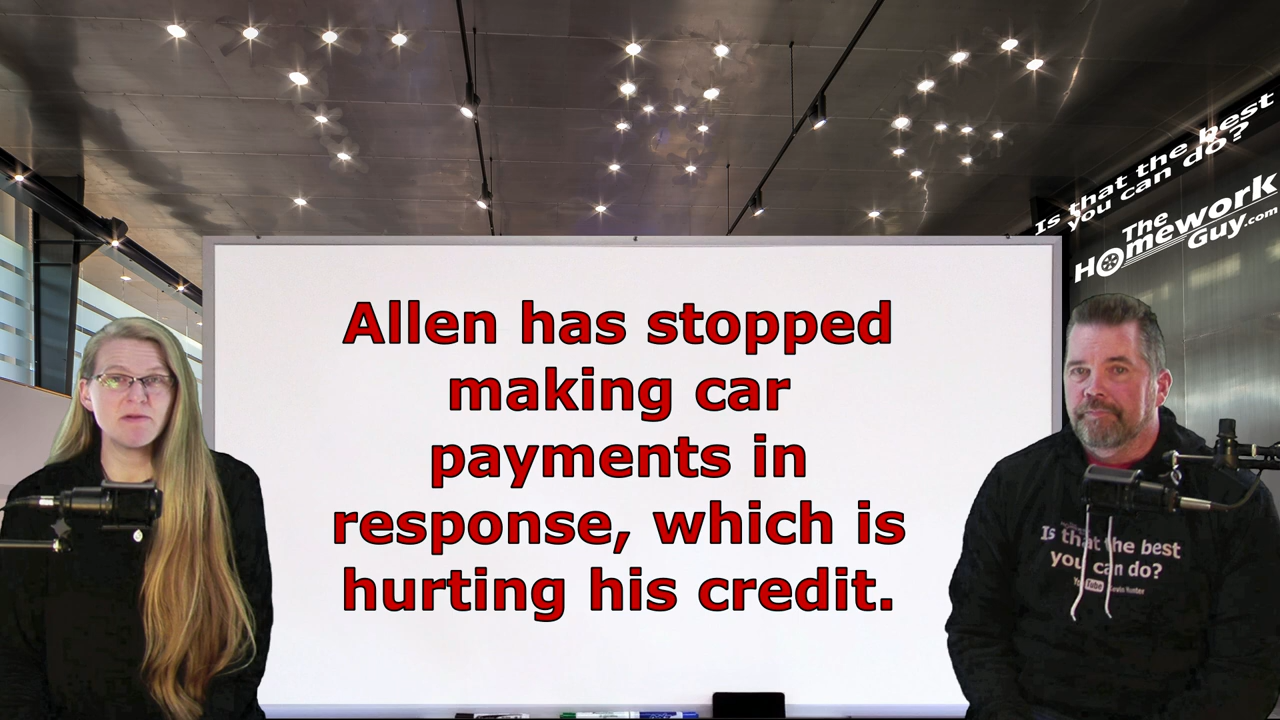 Is that the best
you can do?
The
Homework
Guy.com
Allen has stopped
making car
payments in
response, which is
hurting his credit.
Is that the best
you can do?
YouTube